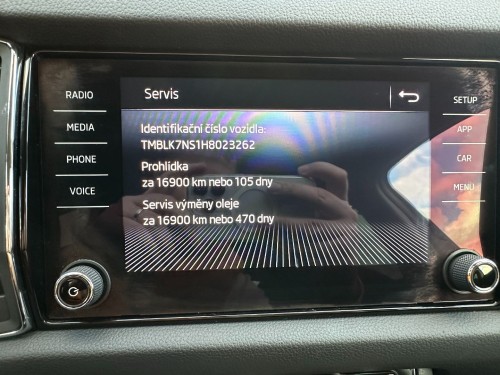 Servis
RADIO
MEDIA
PHONE
VOICE
Identifikační číslo vozidla:
TMBLK7NS1H8023262
Prohlídka
za 16900 km nebo 105 dny
Servis výměny oleje
za 16900 km nebo 470 dny
SETUP
APP
CAR
MENU